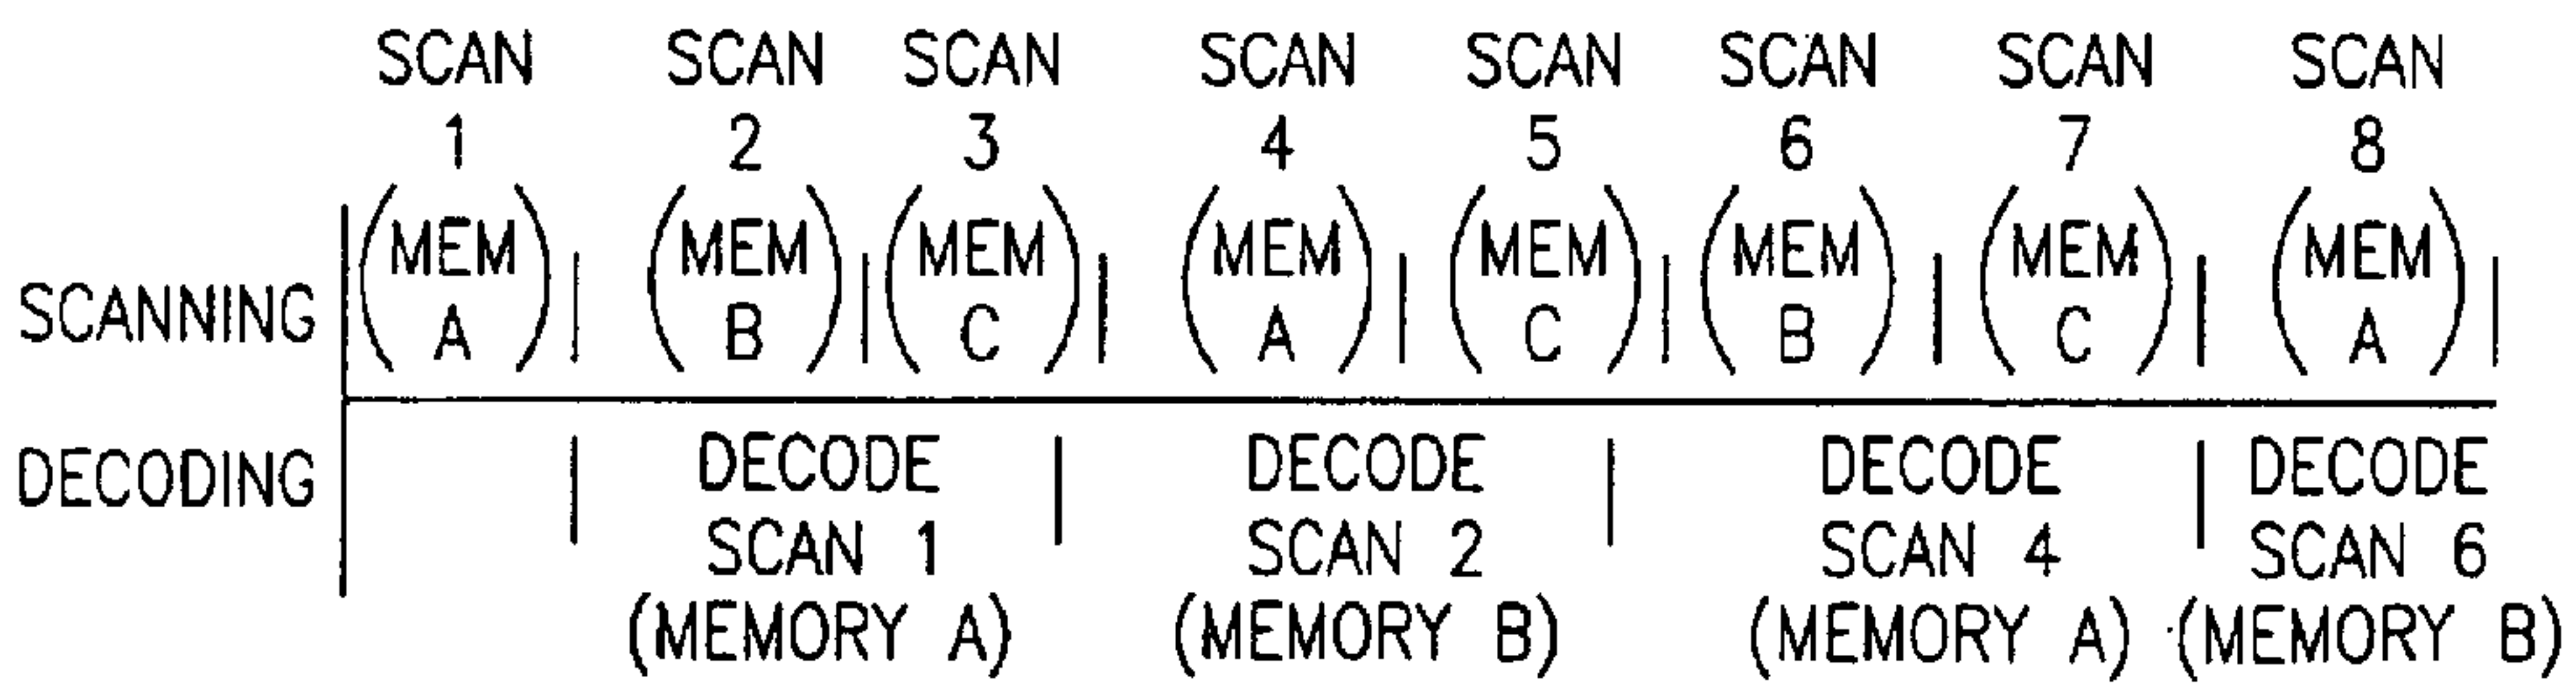 SCAN SCAN SCAN SCAN SCAN SCAN SCAN SCAN
1 2 3 4 5 6 7 8
(MEM (MEM (MEM (MEM (MEM (MEM (MEM (MEM
SCANNING A) | B) | C) | A) | C) | B) | C) | A) |
DECODING | DECODE | DECODE | DECODE | DECODE
SCAN 1 SCAN 2 SCAN 4 SCAN 6
(MEMORY A) (MEMORY B) (MEMORY A) (MEMORY B)